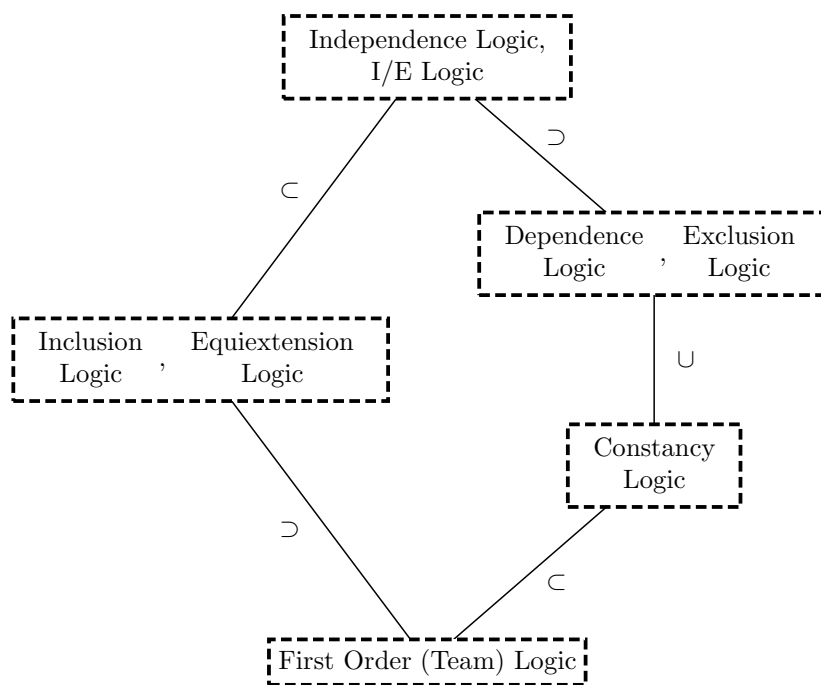 Independence Logic,
I/E Logic
⊃
⊂
Dependence Logic , Exclusion Logic
Inclusion Logic , Equiextension Logic
∪
Constancy
Logic
⊃
⊂
First Order (Team) Logic